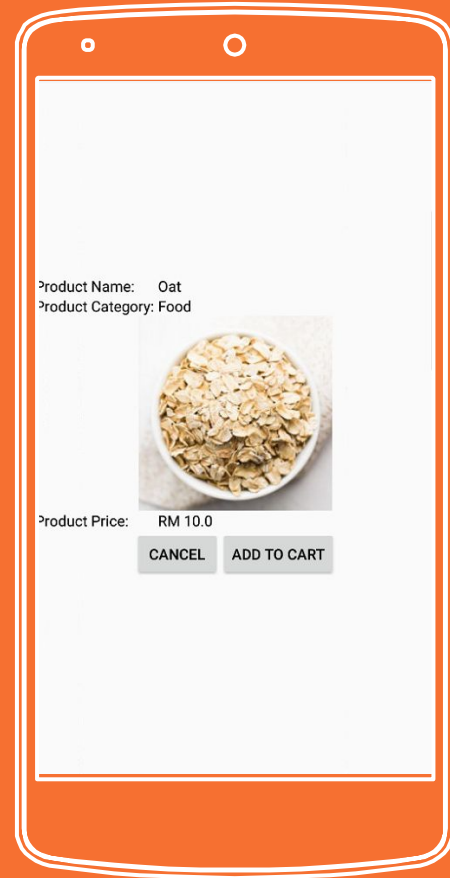 Product Name: Oat
Product Category: Food
Product Price: RM 10.0
CANCEL ADD TO CART